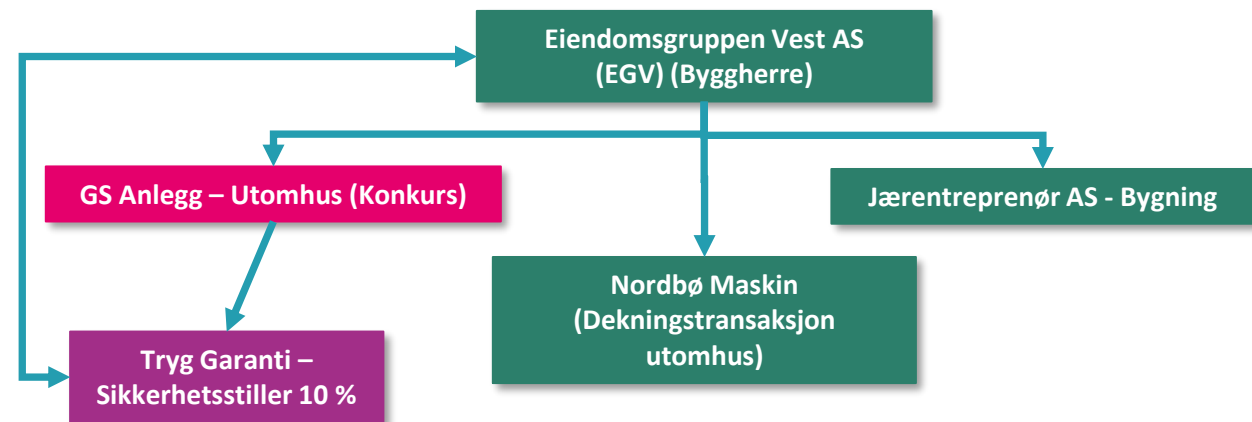 Eiendomsgruppen Vest AS
(EGV) (Byggherre)
GS Anlegg – Utomhus (Konkurs)
Jærentreprenør AS - Bygning
Nordbø Maskin
(Dekningstransaksjon
utomhus)
Tryg Garanti –
Sikkerhetsstiller 10 %